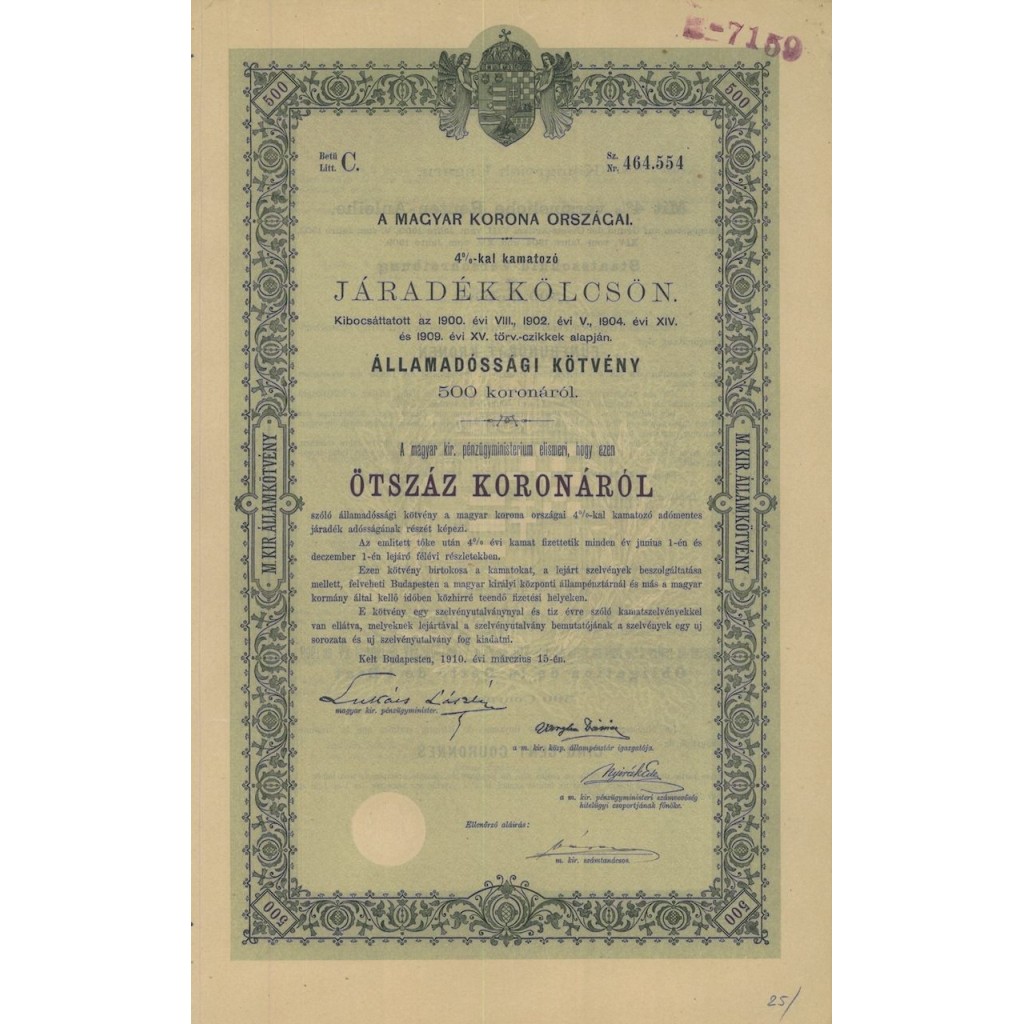 E-7159
500
500
Betű
Litt. C.
Sz.
Nr. 464.554
A MAGYAR KORONA ORSZÁGAI.
4%-kal kamatozó
JÁRADÉKKÖLCSÖN.
Kibocsáttatott az 1900. évi VIII., 1902. évi V., 1904. évi XIV.
és 1909. évi XV. törv.-czikkek alapján.
ÁLLAMADÓSSÁGI KÖTVÉNY
500 koronáról.
A magyar kir. pénzügyministerium elismeri, hogy ezen
ÖTSZÁZ KORONÁRÓL
szóló államadóssági kötvény a magyar korona országai 4%-kal kamatozó adómentes
járadék adósságának részét képezi.
Az emlitett tőke után 4% évi kamat fizettetik minden év junius 1-én és
deczember 1-én lejáró félévi részletekben.
Ezen kötvény birtokosa a kamatokat, a lejárt szelvények beszolgáltatása
mellett, felveheti Budapesten a magyar királyi központi állampénztárnál és más a magyar
kormány által kellő időben közhirré teendő fizetési helyeken.
E kötvény egy szelvényutalványnyal és tiz évre szóló kamatszelvényekkel
van ellátva, melyeknek lejártával a szelvényutalvány bemutatójának a szelvények egy uj
sorozata és uj szelvényutalvány fog kiadatni.
Kelt Budapesten, 1910. évi márczius 15-én.
Lukács László
magyar kir. pénzügyminister.
a m. kir. közp. állampénztár igazgatója.
a m. kir. pénzügyministeri számvevőség
hitelügyi csoportjának főnöke.
Ellenőrző aláírás:
m. kir. számtanácsos.
M KIR ÁLLAMKÖTVÉNY
M. KIR ÁLLAMKÖTVÉNY
500
500
25/